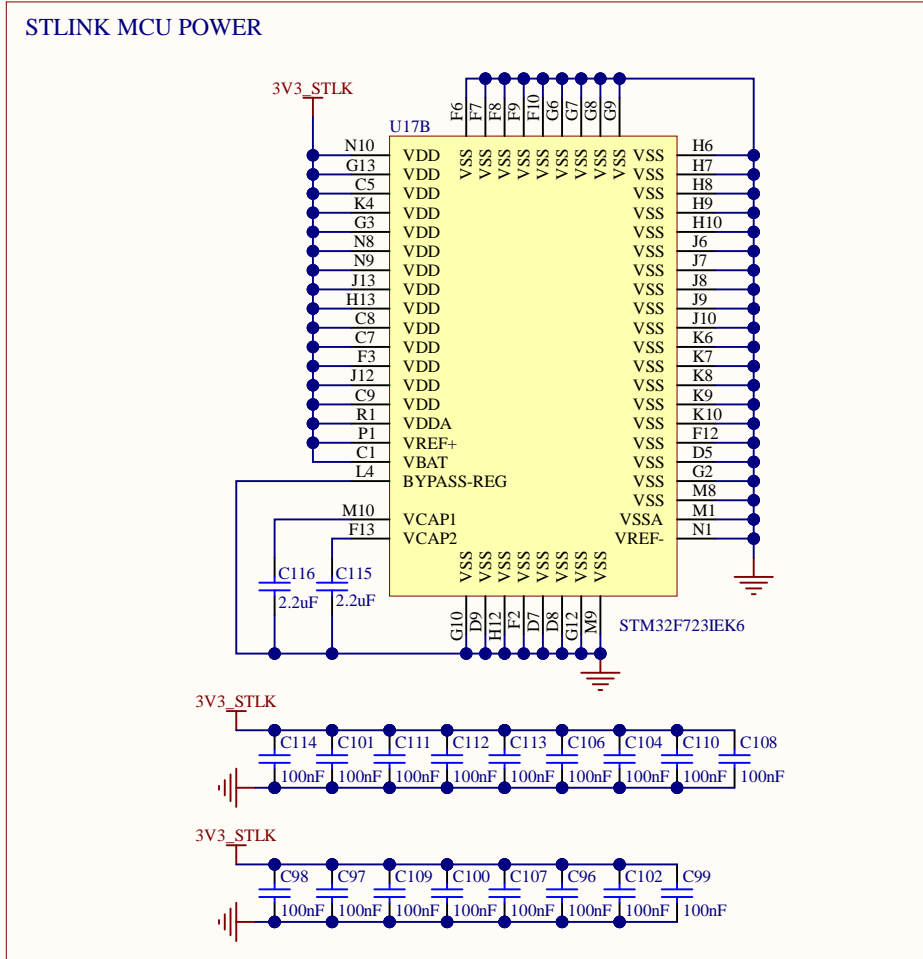 STLINK MCU POWER
3V3_STLK
F6 F7 F8 F9 F10 G6 G7 G8 G9
U17B
VSS VSS VSS VSS VSS VSS VSS VSS VSS
N10 VDD VSS H6
G13 VDD VSS H7
C5 VDD VSS H8
K4 VDD VSS H9
G3 VDD VSS H10
N8 VDD VSS J6
N9 VDD VSS J7
J13 VDD VSS J8
H13 VDD VSS J9
C8 VDD VSS J10
C7 VDD VSS K6
F3 VDD VSS K7
J12 VDD VSS K8
C9 VDD VSS K9
R1 VDDA VSS K10
P1 VREF+ VSS F12
C1 VBAT VSS D5
L4 BYPASS-REG VSS G2
VSS M8
M10 VCAP1 VSSA M1
F13 VCAP2 VREF- N1
VSS VSS VSS VSS VSS VSS VSS VSS
C116 C115
2.2uF 2.2uF
G10 D9 H12 F2 D7 D8 G12 M9
STM32F723IEK6
3V3_STLK
C114 C101 C111 C112 C113 C106 C104 C110 C108
100nF 100nF 100nF 100nF 100nF 100nF 100nF 100nF 100nF
3V3_STLK
C98 C97 C109 C100 C107 C96 C102 C99
100nF 100nF 100nF 100nF 100nF 100nF 100nF 100nF